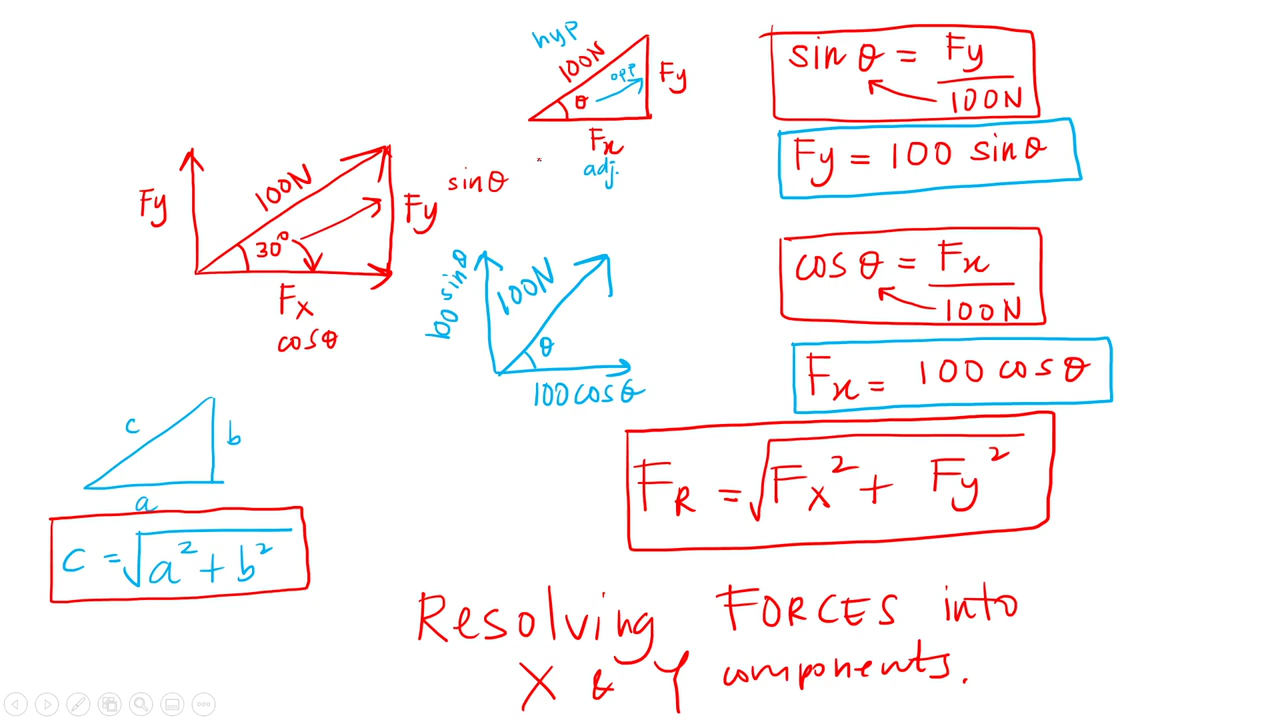 hyp
100N
opp
θ
Fy
Fx
adj.
sin θ = Fy / 100N
Fy = 100 sin θ
Fy
100N
30°
Fy sin θ
Fx
cos θ
100 sin θ
100N
θ
100 cos θ
cos θ = Fx / 100N
Fx = 100 cos θ
c
b
a
c = √a² + b²
FR = √Fx² + Fy²
Resolving FORCES into
X & Y components.